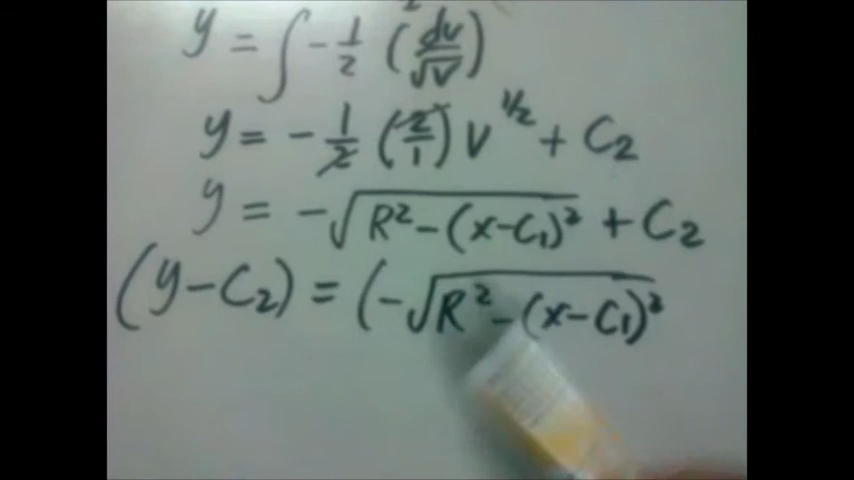 y = ∫ - 1/2 (dv/√v)
y = - 1/2 (2/1) v^1/2 + C2
y = -√R² - (x - C1)² + C2
(y - C2) = (-√R² - (x - C1)²